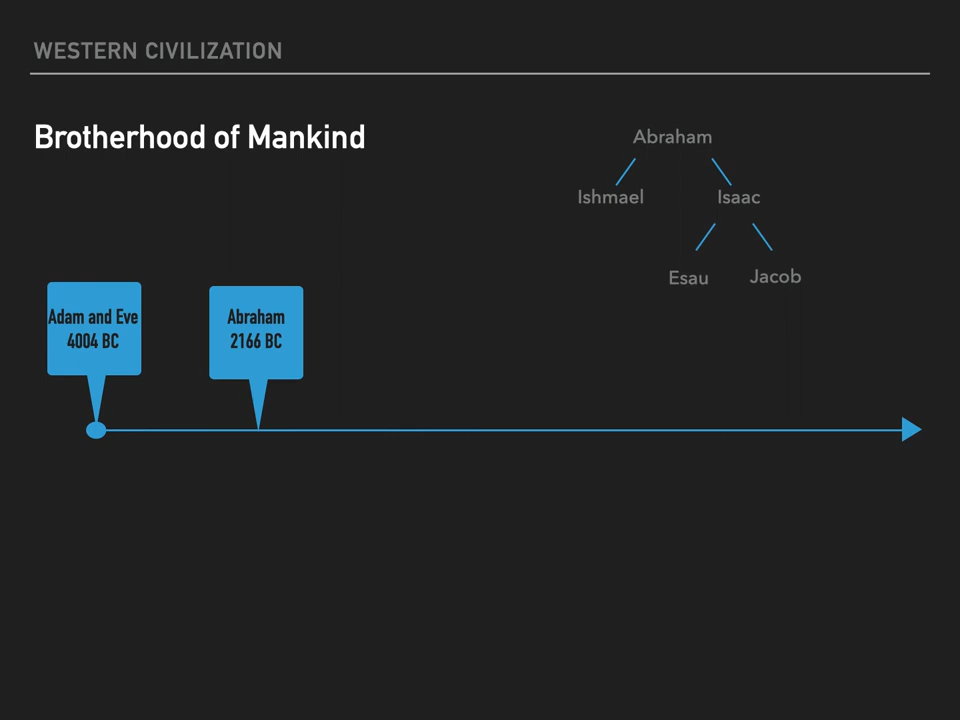 WESTERN CIVILIZATION
Brotherhood of Mankind
Abraham
Ishmael
Isaac
Esau
Jacob
Adam and Eve
4004 BC
Abraham
2166 BC